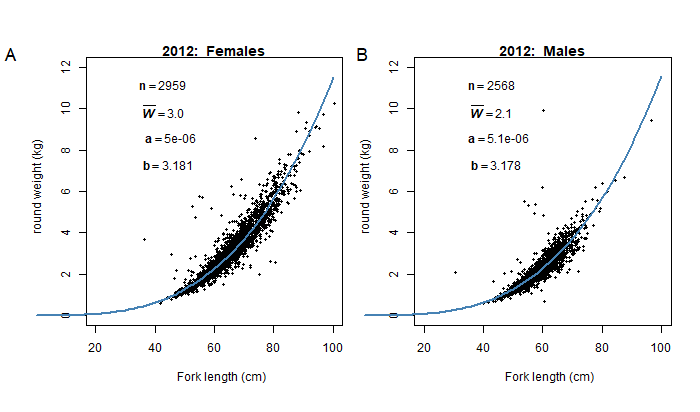 A
2012: Females
n = 2959
W = 3.0
a = 5e-06
b = 3.181
round weight (kg)
0
2
4
6
8
10
12
20
40
60
80
100
Fork length (cm)
B
2012: Males
n = 2568
W = 2.1
a = 5.1e-06
b = 3.178
round weight (kg)
0
2
4
6
8
10
12
20
40
60
80
100
Fork length (cm)